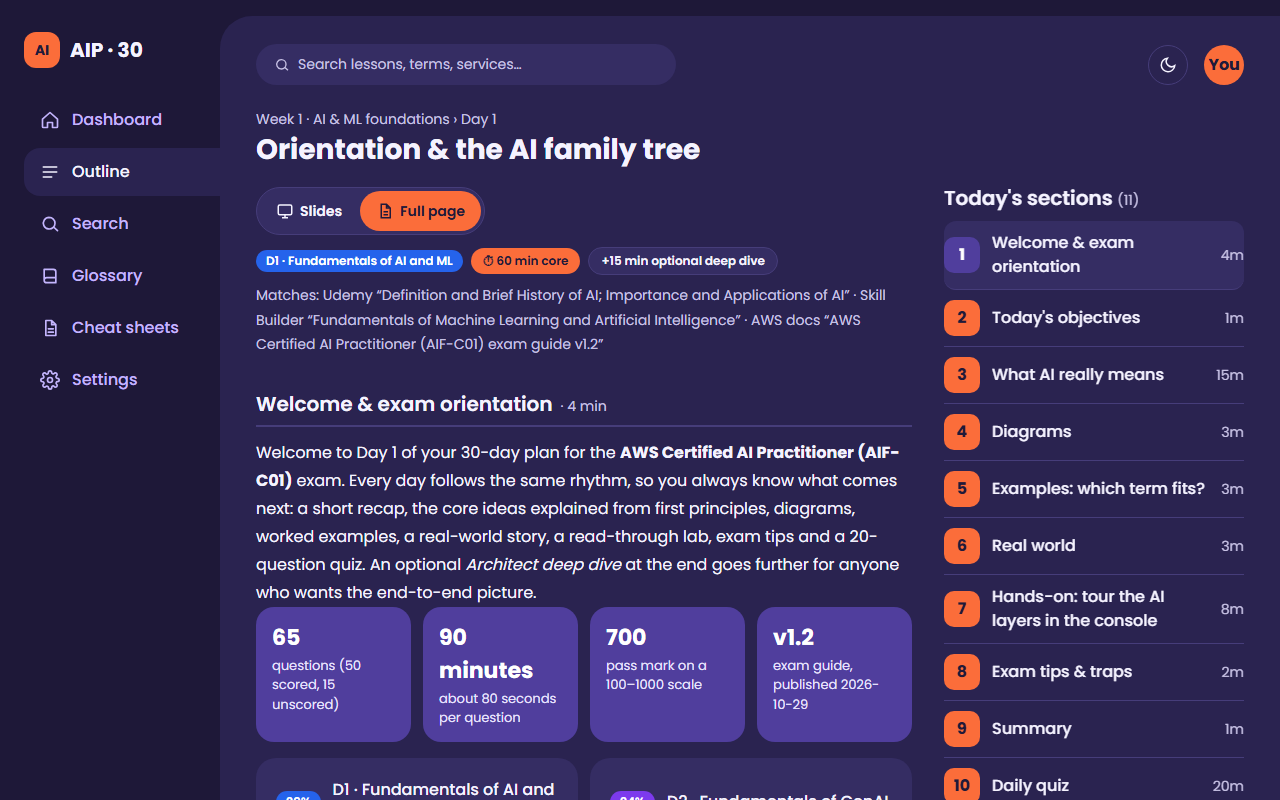 AI AIP · 30
Dashboard
Outline
Search
Glossary
Cheat sheets
Settings
Search lessons, terms, services...
You
Week 1 · AI & ML foundations › Day 1
Orientation & the AI family tree
Slides
Full page
D1 · Fundamentals of AI and ML
60 min core
+15 min optional deep dive
Matches: Udemy “Definition and Brief History of AI; Importance and Applications of AI” · Skill
Builder “Fundamentals of Machine Learning and Artificial Intelligence” · AWS docs “AWS
Certified AI Practitioner (AIF-C01) exam guide v1.2”
Welcome & exam orientation · 4 min
Welcome to Day 1 of your 30-day plan for the AWS Certified AI Practitioner (AIF-
C01) exam. Every day follows the same rhythm, so you always know what comes
next: a short recap, the core ideas explained from first principles, diagrams,
worked examples, a real-world story, a read-through lab, exam tips and a 20-
question quiz. An optional Architect deep dive at the end goes further for anyone
who wants the end-to-end picture.
65
questions (50
scored, 15
unscored)
90
minutes
about 80 seconds
per question
700
pass mark on a
100–1000 scale
v1.2
exam guide,
published 2026-
10-29
D1 · Fundamentals of AI and
Today's sections (11)
1 Welcome & exam
orientation 4m
2 Today's objectives 1m
3 What AI really means 15m
4 Diagrams 3m
5 Examples: which term fits? 3m
6 Real world 3m
7 Hands-on: tour the AI
layers in the console 8m
8 Exam tips & traps 2m
9 Summary 1m
10 Daily quiz 20m